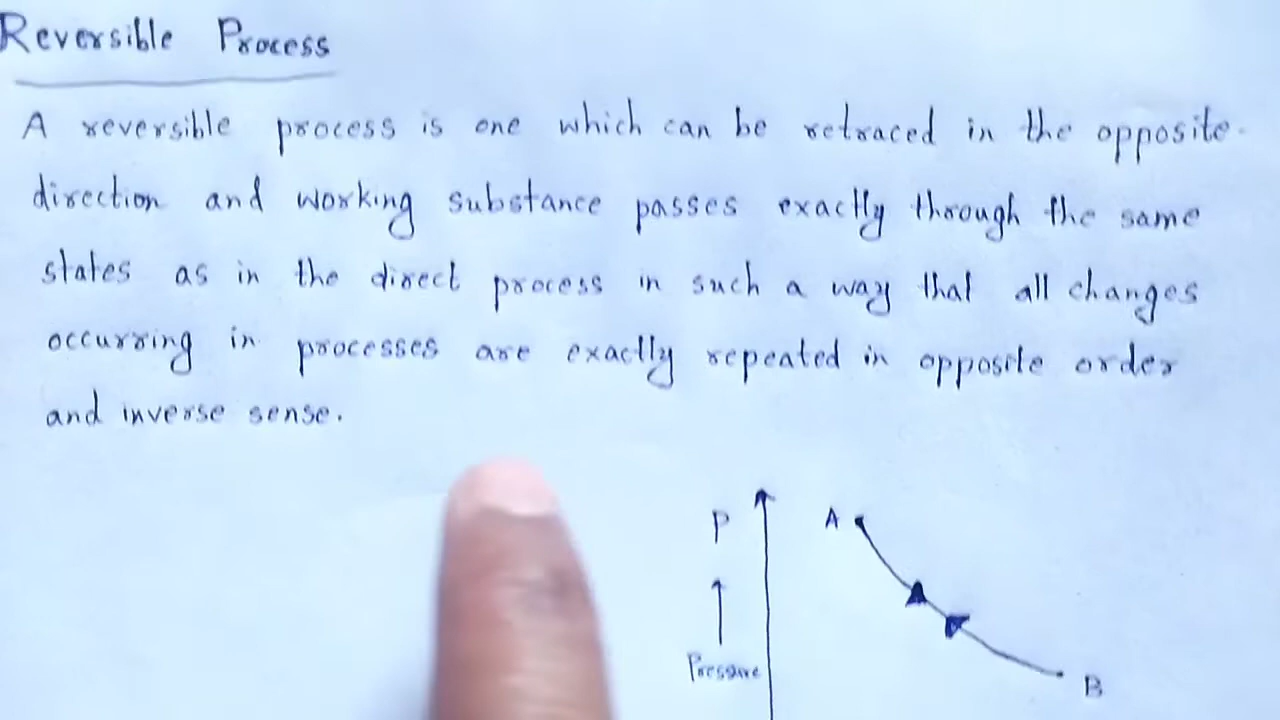 Reversible Process
A reversible process is one which can be retraced in the opposite
direction and working substance passes exactly through the same
states as in the direct process in such a way that all changes
occurring in processes are exactly repeated in opposite order
and inverse sense.
P
A
Pressure
B